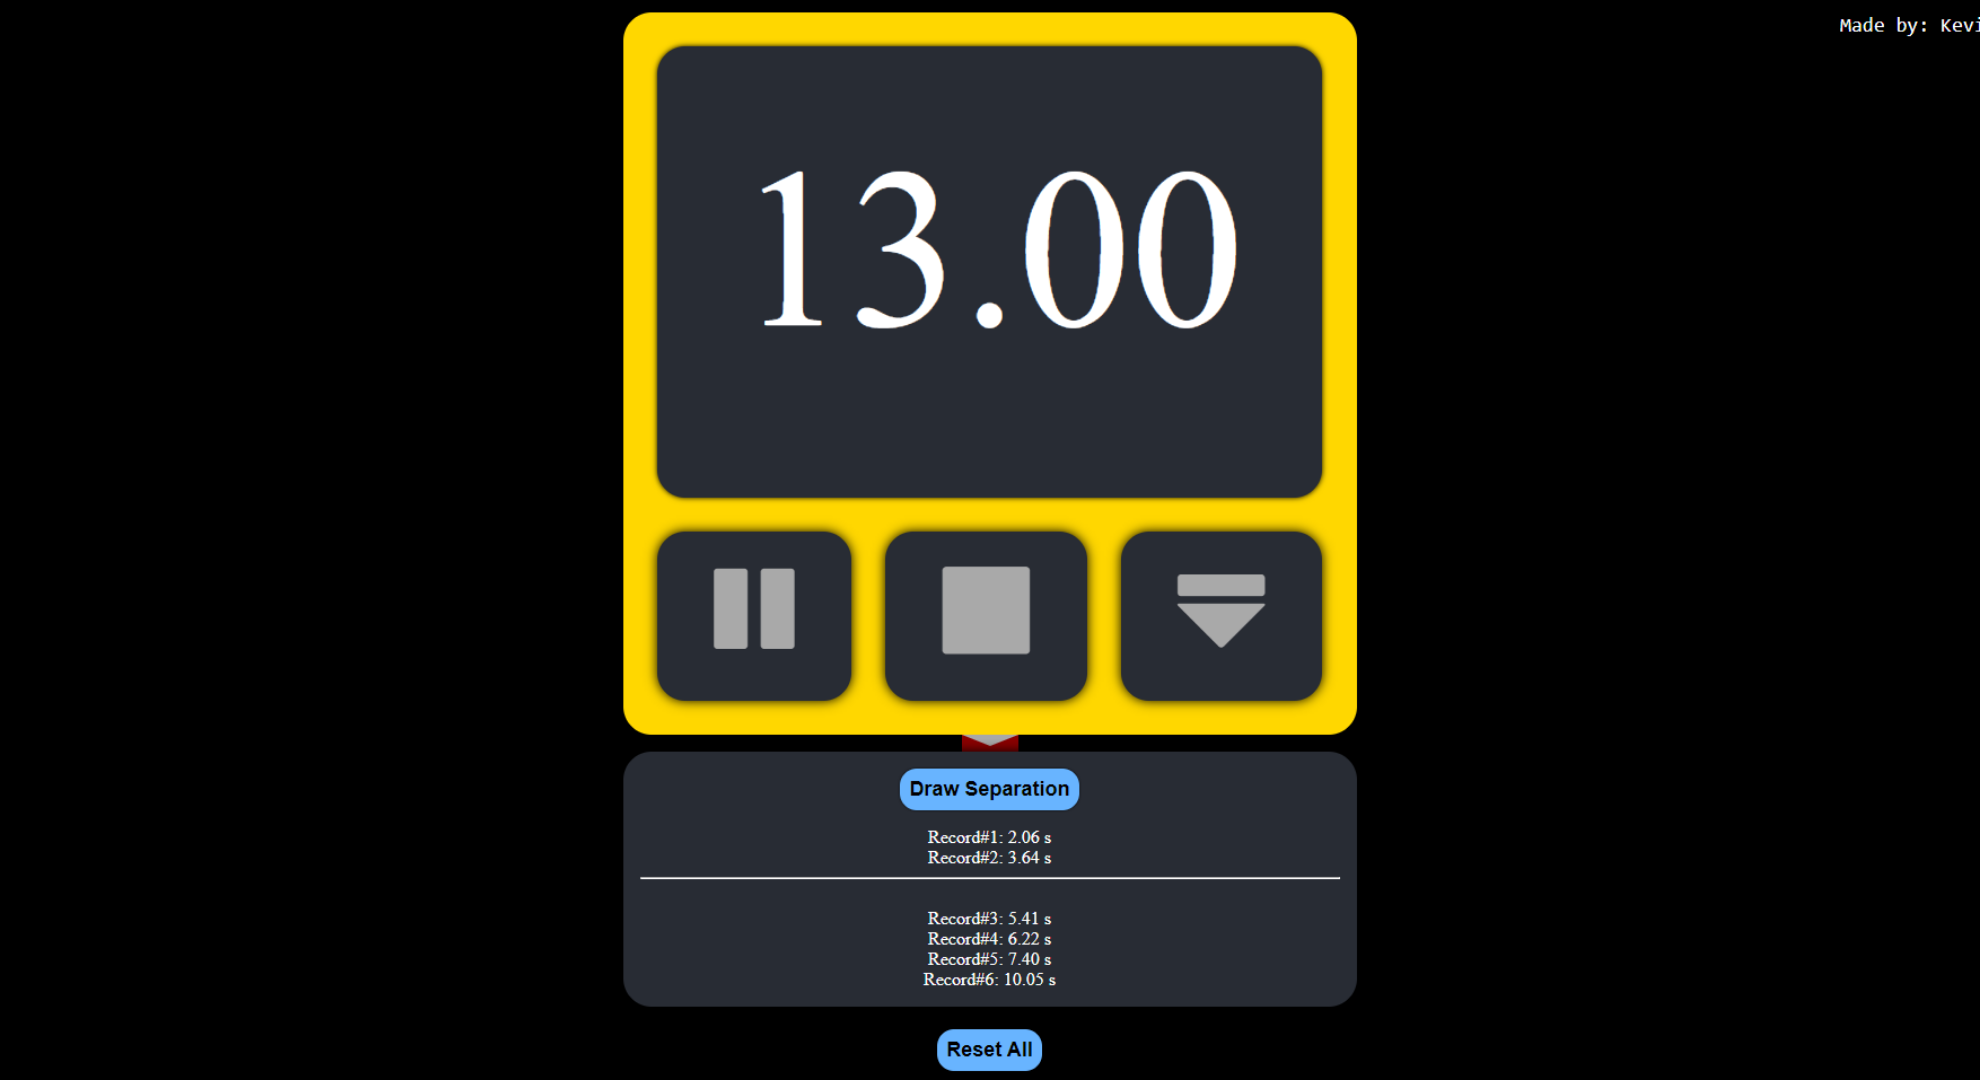 Made by:
13.00
Draw Separation
Record#1: 2.06 s
Record#2: 3.64 s
Record#3: 5.41 s
Record#4: 6.22 s
Record#5: 7.40 s
Record#6: 10.05 s
Reset All